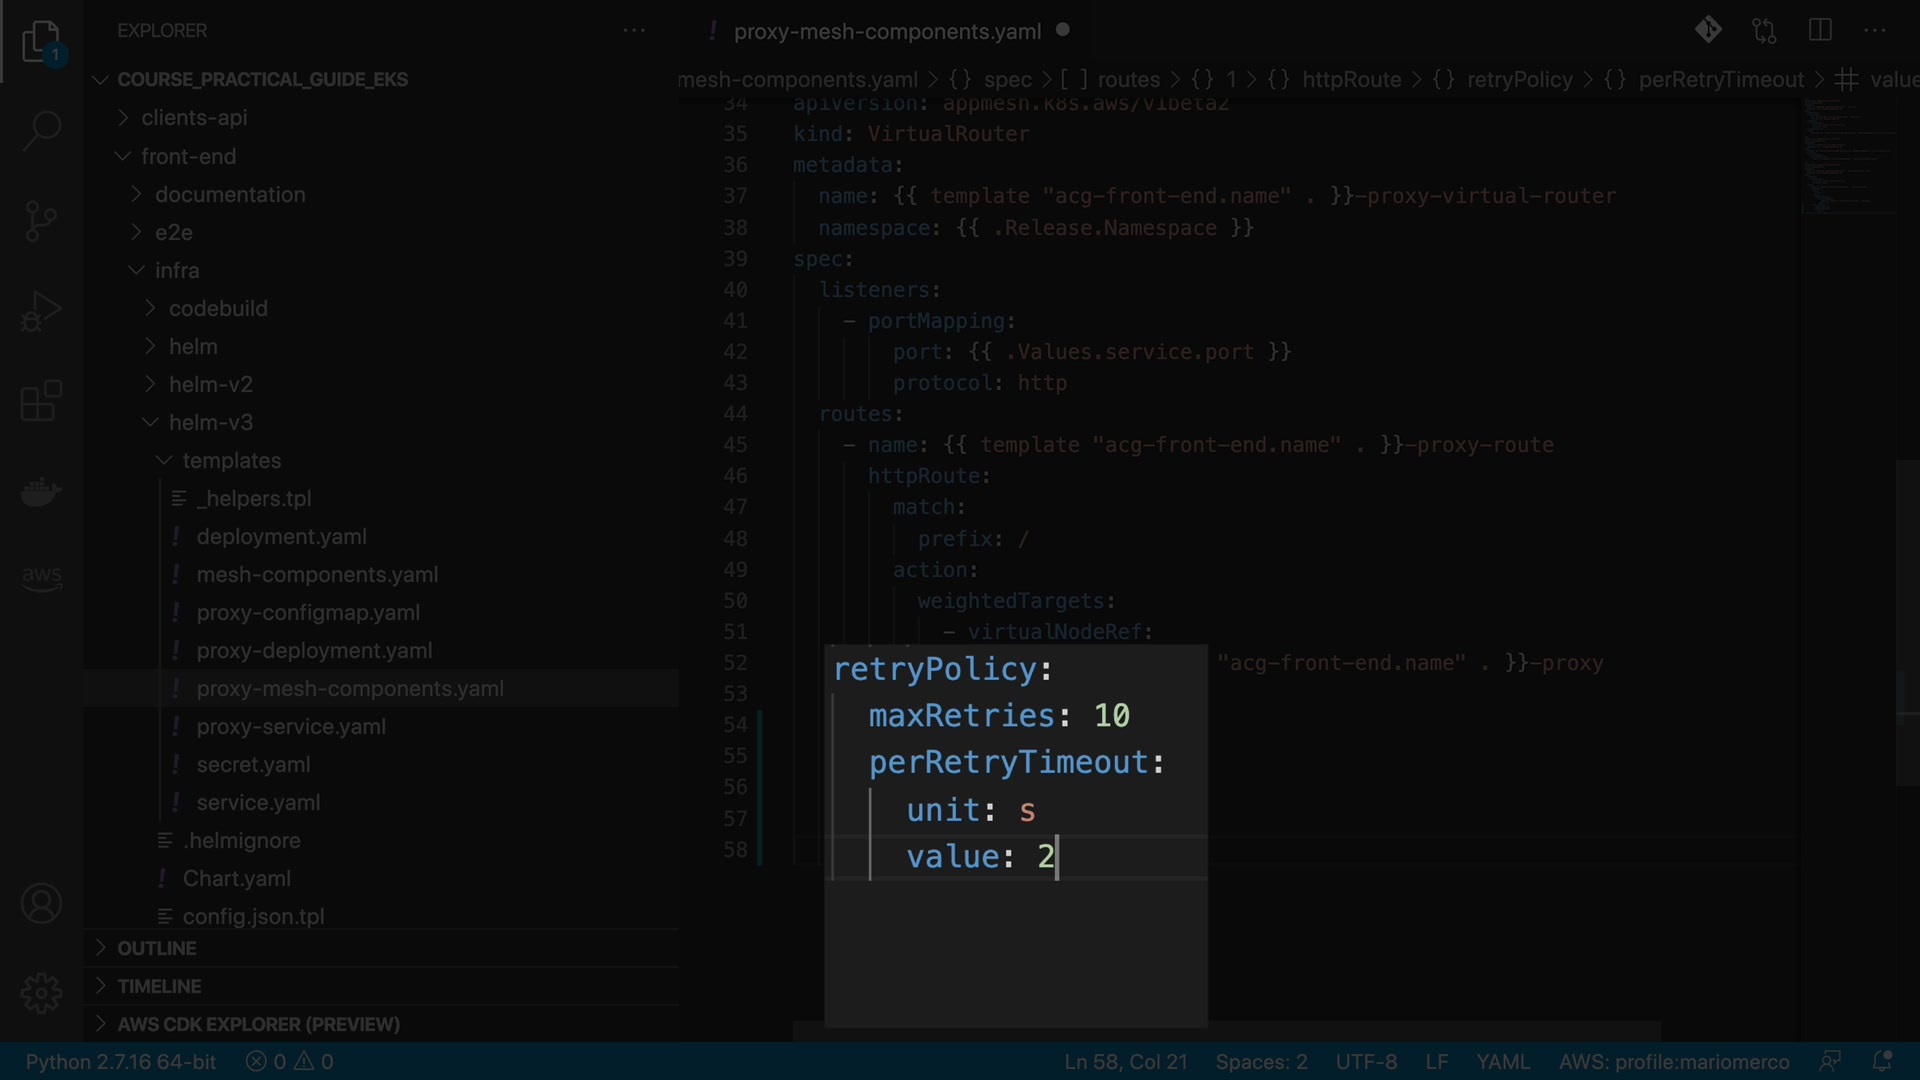 1
EXPLORER
COURSE_PRACTICAL_GUIDE_EKS
clients-api
front-end
documentation
e2e
infra
codebuild
helm
helm-v2
helm-v3
templates
_helpers.tpl
! deployment.yaml
! mesh-components.yaml
! proxy-configmap.yaml
! proxy-deployment.yaml
! proxy-mesh-components.yaml
! proxy-service.yaml
! secret.yaml
! service.yaml
.helmignore
! Chart.yaml
config.json.tpl
OUTLINE
TIMELINE
AWS CDK EXPLORER (PREVIEW)
aws
! proxy-mesh-components.yaml
mesh-components.yaml > {} spec > [ ] routes > {} 1 > {} httpRoute > {} retryPolicy > {} perRetryTimeout > # value
34 apiVersion: appmesh.k8s.aws/v1beta2
35 kind: VirtualRouter
36 metadata:
37 name: {{ template "acg-front-end.name" . }}-proxy-virtual-router
38 namespace: {{ .Release.Namespace }}
39 spec:
40 listeners:
41 - portMapping:
42 port: {{ .Values.service.port }}
43 protocol: http
44 routes:
45 - name: {{ template "acg-front-end.name" . }}-proxy-route
46 httpRoute:
47 match:
48 prefix: /
49 action:
50 weightedTargets:
51 - virtualNodeRef:
52 "acg-front-end.name" . }}-proxy
53
54
55
56
57
58
retryPolicy:
maxRetries: 10
perRetryTimeout:
unit: s
value: 2
Python 2.7.16 64-bit 0 0 Ln 58, Col 21 Spaces: 2 UTF-8 LF YAML AWS: profile:mariomerco